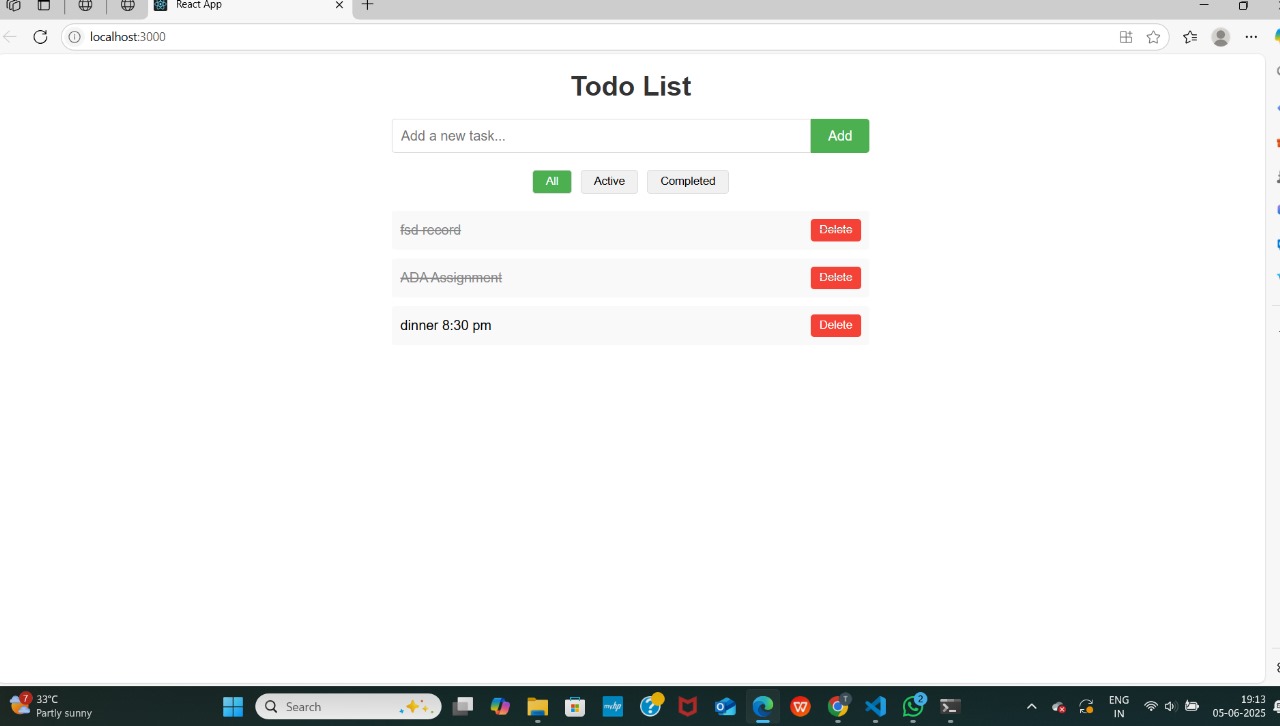 React App
localhost:3000
Todo List
Add a new task...
Add
All
Active
Completed
fsd record
Delete
ADA Assignment
Delete
dinner 8:30 pm
Delete
7
33°C
Partly sunny
Search
myhp
T
2
ENG
IN
19:13
05-06-2025